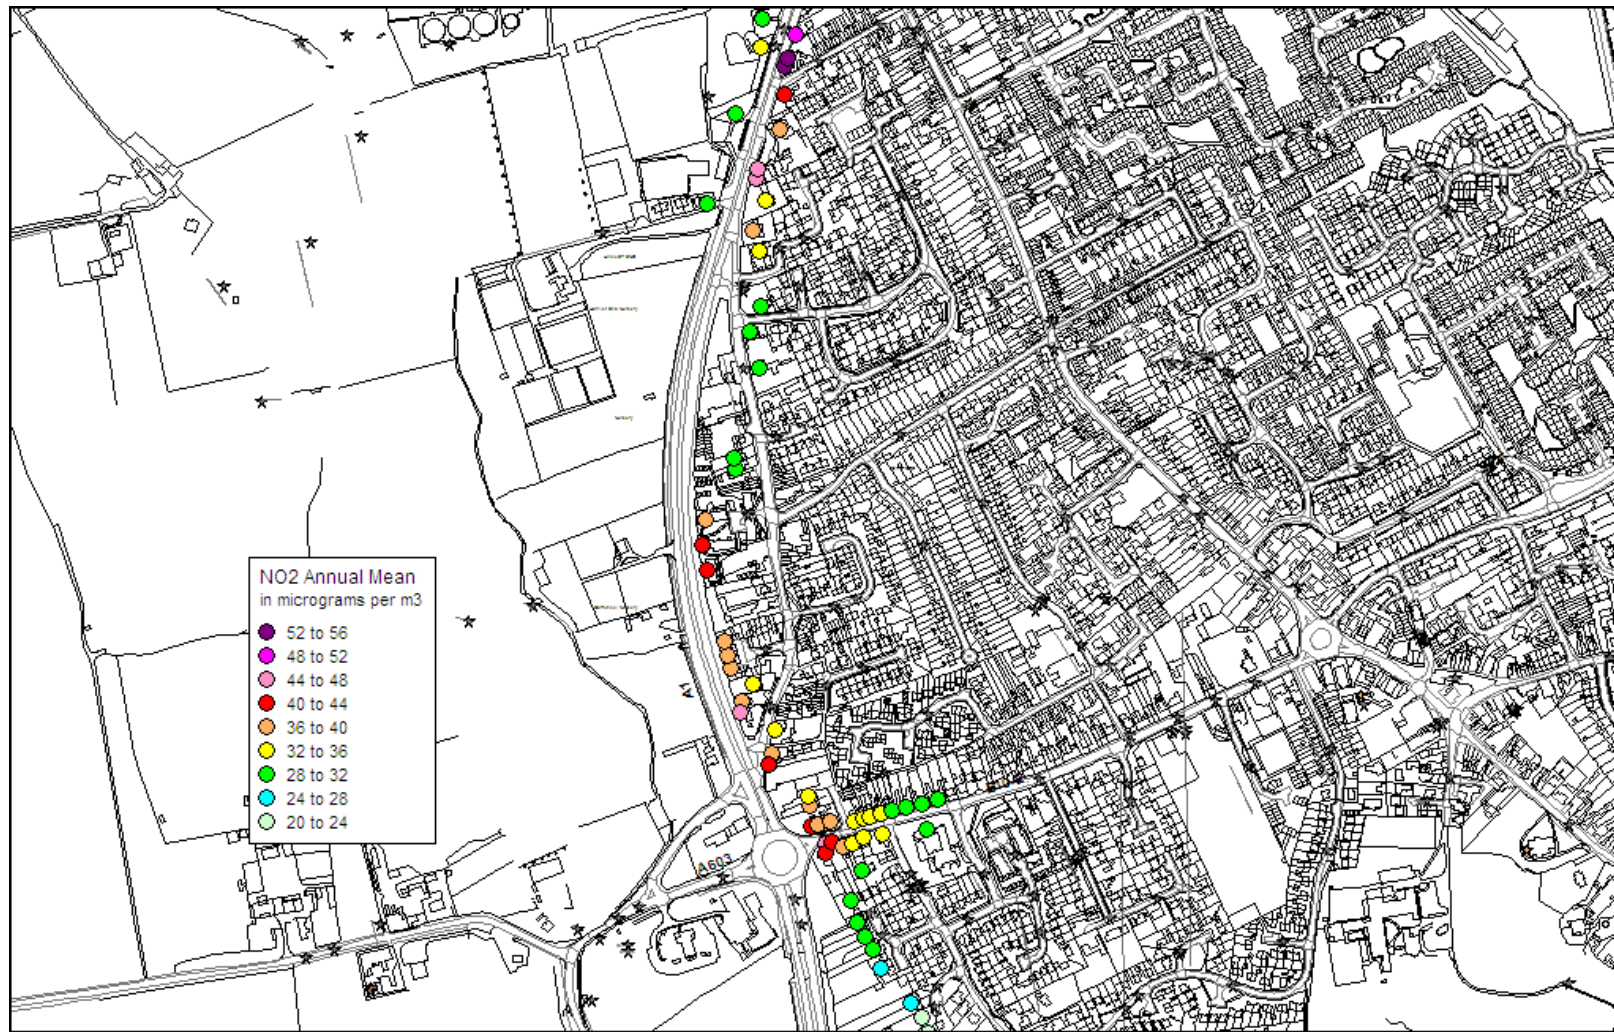 NO2 Annual Mean
in micrograms per m3
52 to 56
48 to 52
44 to 48
40 to 44
36 to 40
32 to 36
28 to 32
24 to 28
20 to 24
A1
A603